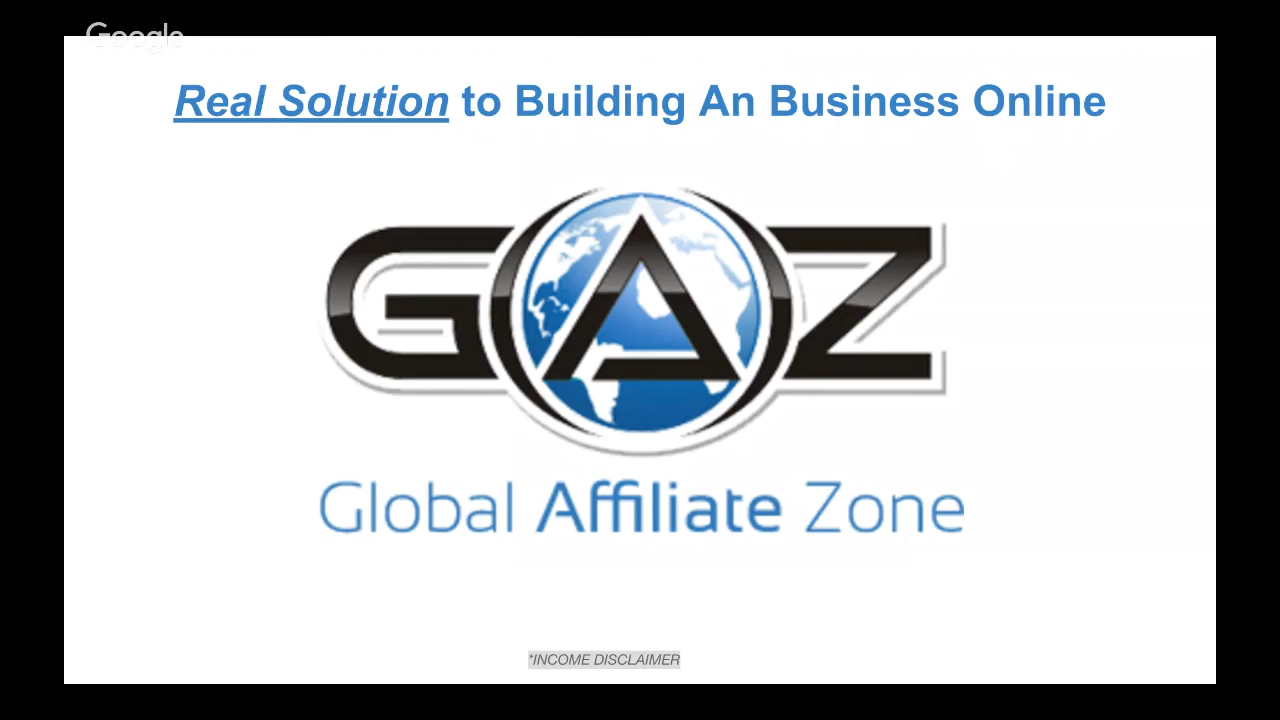 Google
Real Solution to Building An Business Online
GAZ
Global Affiliate Zone
*INCOME DISCLAIMER